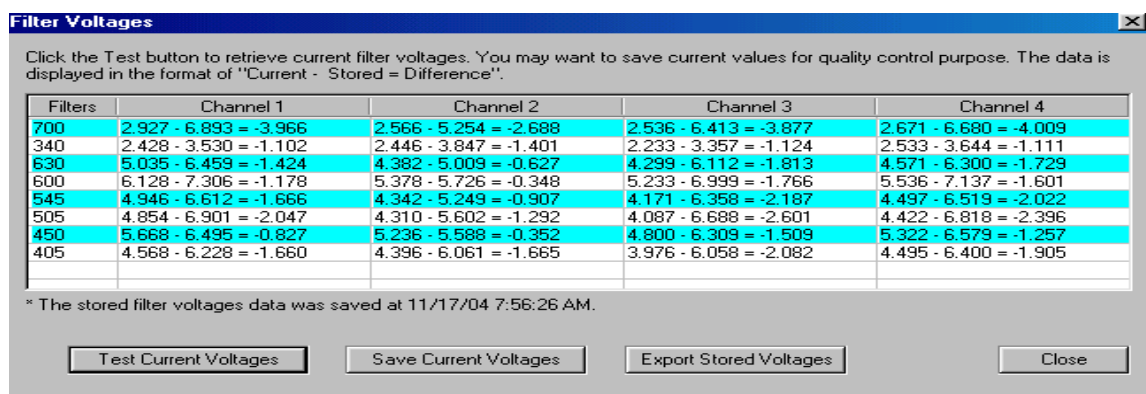 Filter Voltages
Click the Test button to retrieve current filter voltages. You may want to save current values for quality control purpose. The data is
displayed in the format of "Current - Stored = Difference".
Filters Channel 1 Channel 2 Channel 3 Channel 4
700 2.927 - 6.893 = -3.966 2.566 - 5.254 = -2.688 2.536 - 6.413 = -3.877 2.671 - 6.680 = -4.009
340 2.428 - 3.530 = -1.102 2.446 - 3.847 = -1.401 2.233 - 3.357 = -1.124 2.533 - 3.644 = -1.111
630 5.035 - 6.459 = -1.424 4.382 - 5.009 = -0.627 4.299 - 6.112 = -1.813 4.571 - 6.300 = -1.729
600 6.128 - 7.306 = -1.178 5.378 - 5.726 = -0.348 5.233 - 6.999 = -1.766 5.536 - 7.137 = -1.601
545 4.946 - 6.612 = -1.666 4.342 - 5.249 = -0.907 4.171 - 6.358 = -2.187 4.497 - 6.519 = -2.022
505 4.854 - 6.901 = -2.047 4.310 - 5.602 = -1.292 4.087 - 6.688 = -2.601 4.422 - 6.818 = -2.396
450 5.668 - 6.495 = -0.827 5.236 - 5.588 = -0.352 4.800 - 6.309 = -1.509 5.322 - 6.579 = -1.257
405 4.568 - 6.228 = -1.660 4.396 - 6.061 = -1.665 3.976 - 6.058 = -2.082 4.495 - 6.400 = -1.905
* The stored filter voltages data was saved at 11/17/04 7:56:26 AM.
Test Current Voltages Save Current Voltages Export Stored Voltages Close